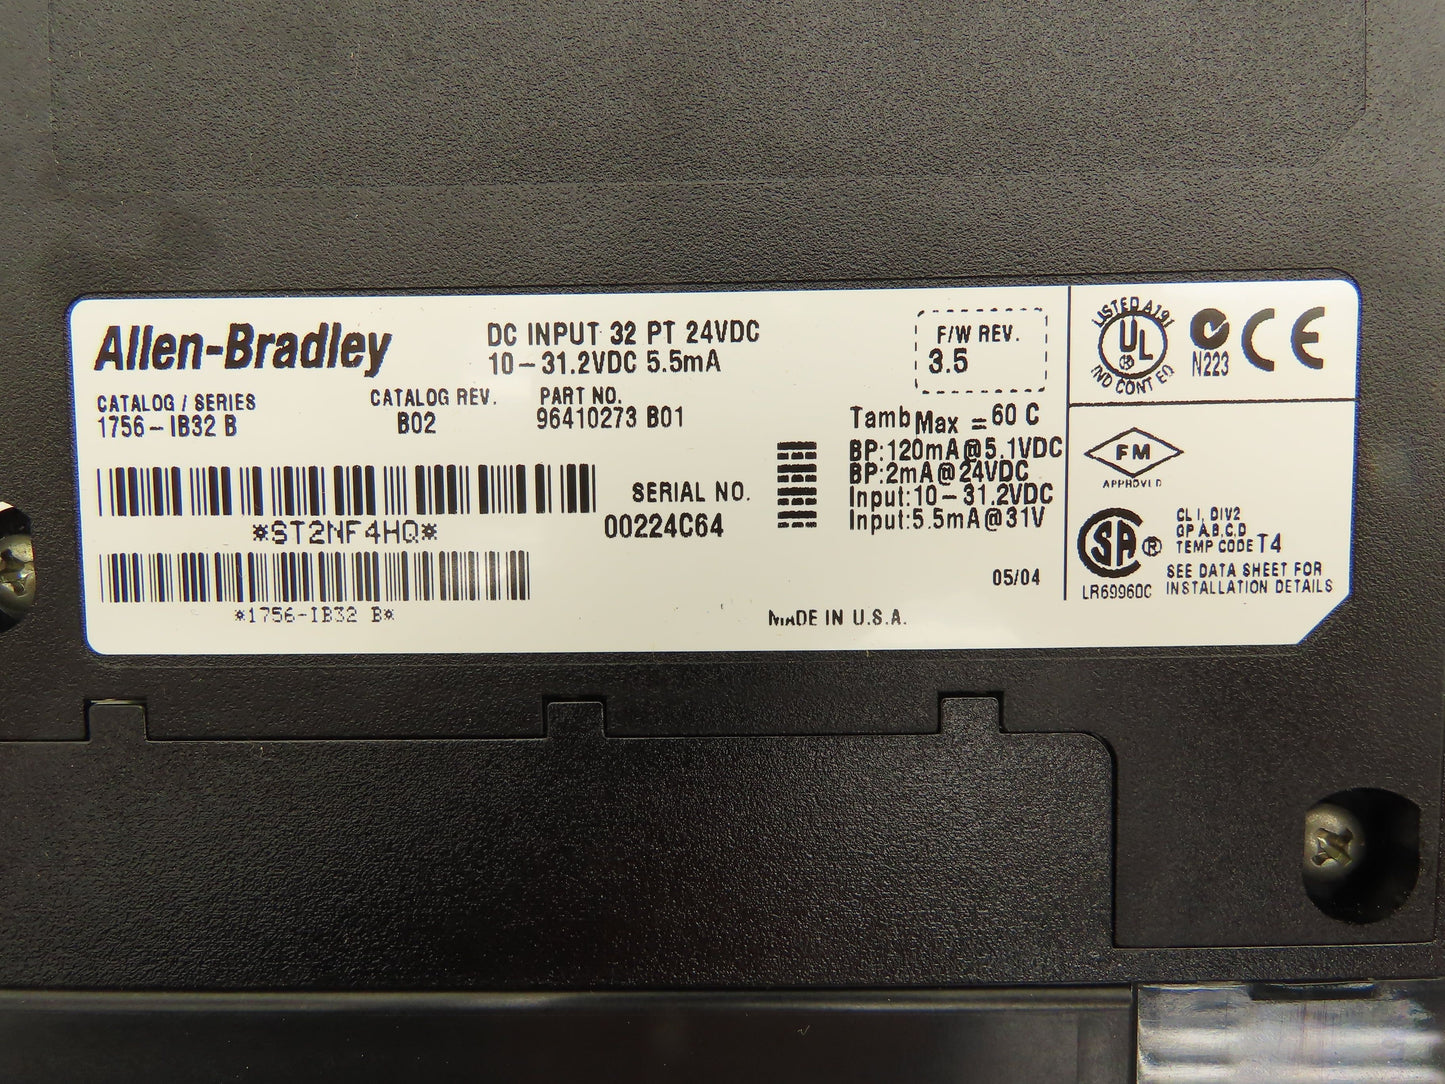 Allen-Bradley
DC INPUT 32 PT 24VDC
10-31.2VDC 5.5mA
F/W REV.
3.5
CATALOG / SERIES
1756-IB32 B
CATALOG REV.
B02
PART NO.
96410273 B01
*ST2NF4HQ*
*1756-IB32 B*
SERIAL NO.
00224C64
Tamb Max = 60 C
BP:120mA@5.1VDC
BP:2mA@24VDC
Input:10-31.2VDC
Input:5.5mA@31V
05/04
MADE IN U.S.A.
LISTED A191
UL
®
IND CONT EQ
N223
CE
FM
APPROVED
SA ®
LR69960C
CL I, DIV2
GP A,B,C,D
TEMP CODE T4
SEE DATA SHEET FOR
INSTALLATION DETAILS